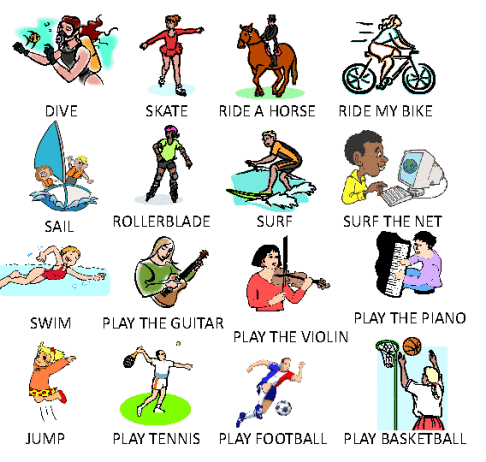 DIVE
SKATE
RIDE A HORSE
RIDE MY BIKE
SAIL
ROLLERBLADE
SURF
SURF THE NET
SWIM
PLAY THE GUITAR
PLAY THE VIOLIN
PLAY THE PIANO
JUMP
PLAY TENNIS
PLAY FOOTBALL
PLAY BASKETBALL